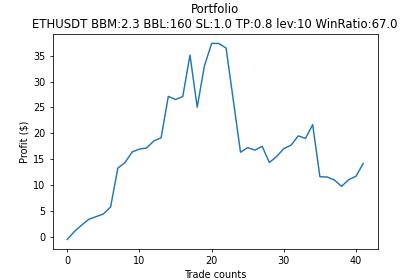 Portfolio
ETHUSDT BBM:2.3 BBL:160 SL:1.0 TP:0.8 lev:10 WinRatio:67.0
35
30
25
20
15
10
5
0
Profit ($)
0 10 20 30 40
Trade counts